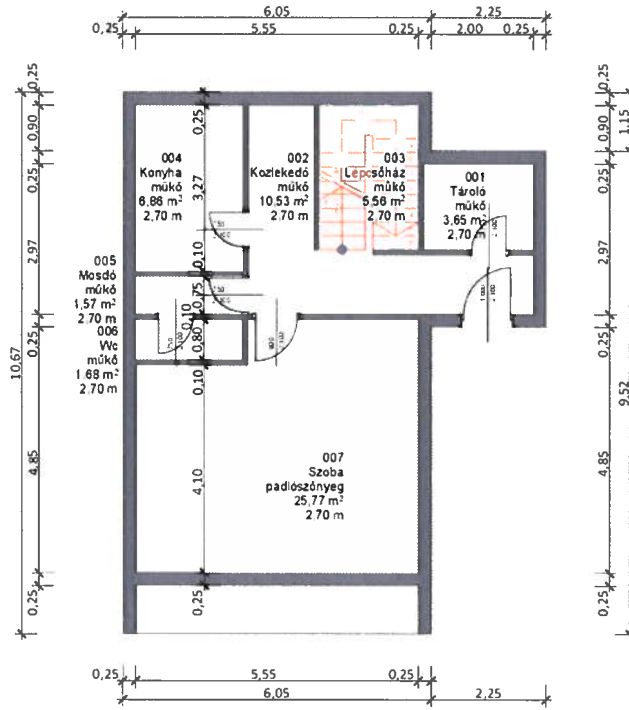 6,05 2,25
0,25 5,55 0,25 2,00 0,25
0,25
0,90
0,25
2,97
0,25
4,85
0,25
10,67
0,25
3,27
0,10
0,75
0,10
0,80
0,10
4,10
0,25
004
Konyha
műkő
6,86 m²
2,70 m
002
Közlekedő
műkő
10,53 m²
2,70 m
003
Lépcsőház
műkő
5,56 m²
2,70 m
001
Tároló
műkő
3,65 m²
2,70 m
005
Mosdó
műkő
1,57 m²
2,70 m
006
Wc
műkő
1,68 m²
2,70 m
007
Szoba
padlószőnyeg
25,77 m²
2,70 m
0,25
0,90
0,25
2,97
0,25
4,85
0,25
1,15
9,52
0,25 5,55 0,25
6,05 2,25